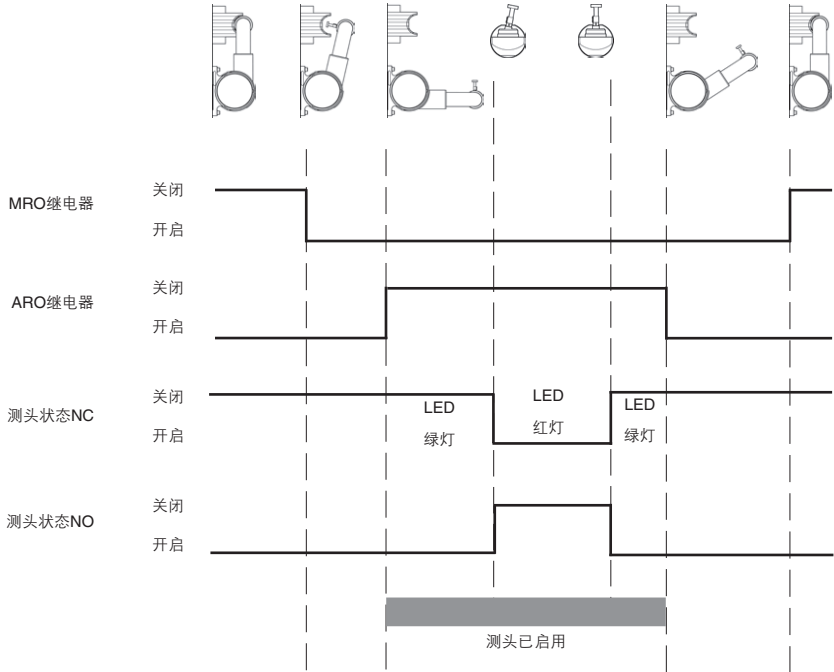 MRO继电器
关闭
开启
ARO继电器
关闭
开启
测头状态NC
关闭
开启
LED
绿灯
LED
红灯
LED
绿灯
测头状态NO
关闭
开启
测头已启用